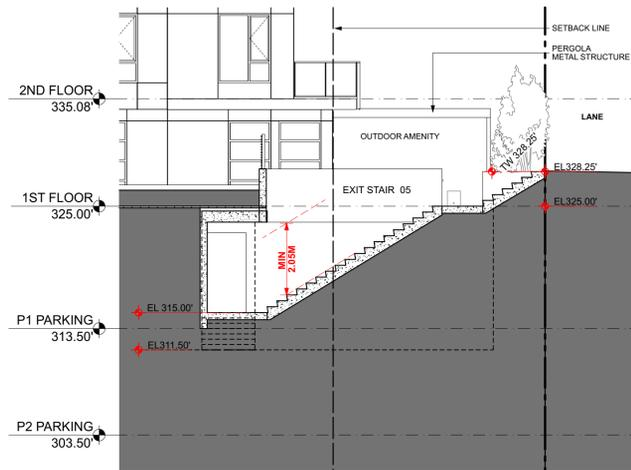 SETBACK LINE
PERGOLA
METAL STRUCTURE
2ND FLOOR
335.08'
LANE
OUTDOOR AMENITY
TW 328.25'
EL328.25'
EXIT STAIR 05
1ST FLOOR
325.00'
EL325.00'
MIN
2.05M
EL 315.00'
P1 PARKING
313.50'
EL311.50'
P2 PARKING
303.50'